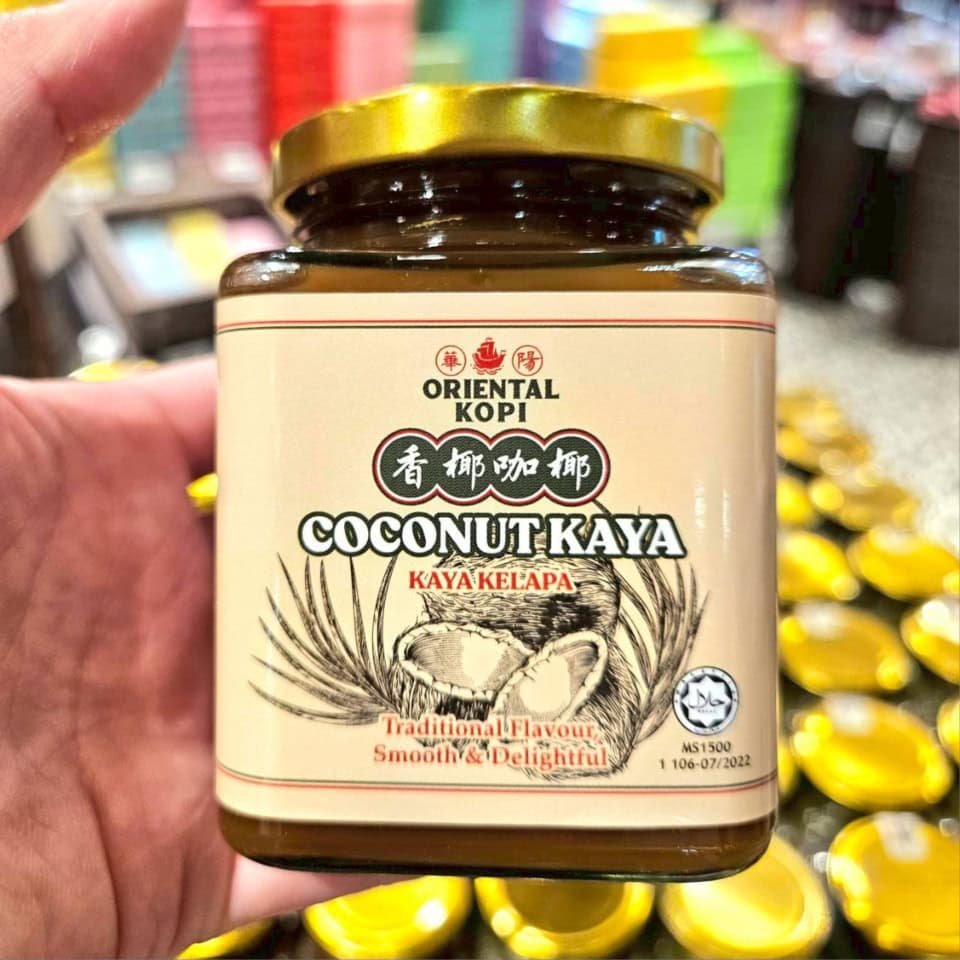 華 陽
ORIENTAL
KOPI
香椰咖椰
COCONUT KAYA
KAYA KELAPA
Traditional Flavour,
Smooth & Delightful
حلال
MS1500
1 106-07/2022